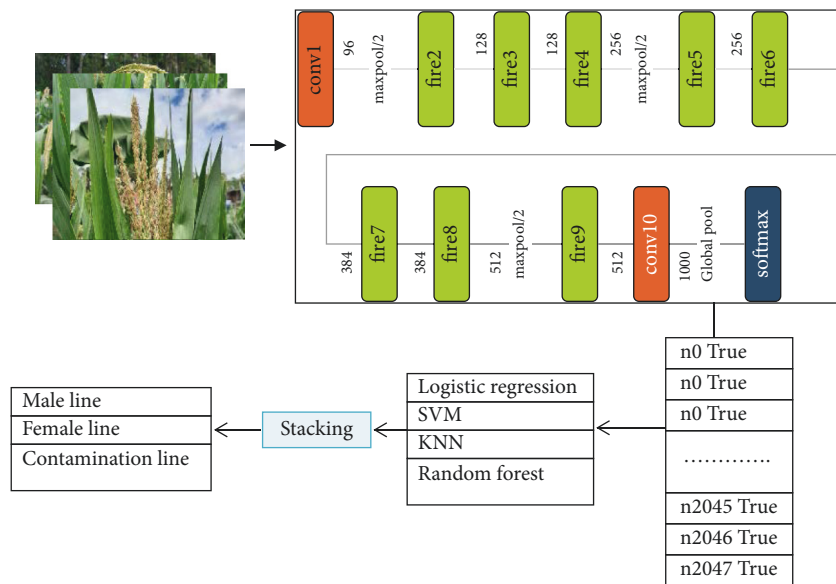 conv1
96
maxpool/2
fire2
128
fire3
128
fire4
256
maxpool/2
fire5
256
fire6
384
fire7
384
fire8
512
maxpool/2
fire9
512
conv10
1000
Global pool
softmax
n0 True
n0 True
n0 True
.............
n2045 True
n2046 True
n2047 True
Logistic regression
SVM
KNN
Random forest
Stacking
Male line
Female line
Contamination line